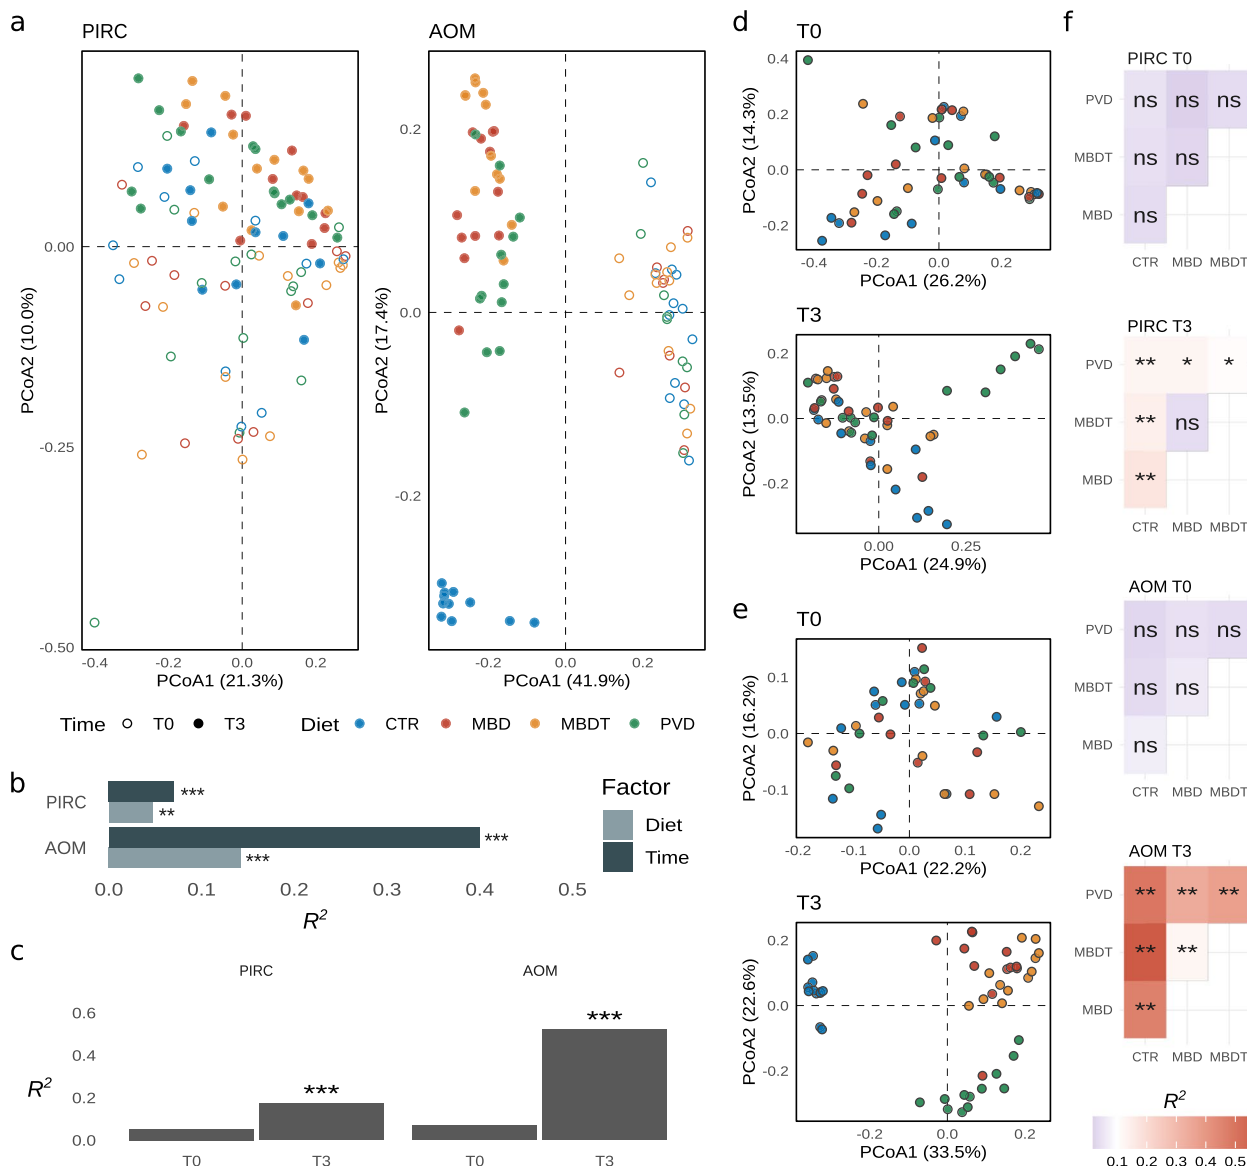 a
PIRC
AOM
0.00
-0.25
-0.50
PCoA2 (10.0%)
-0.4
-0.2
0.0
0.2
PCoA1 (21.3%)
0.2
0.0
-0.2
PCoA2 (17.4%)
-0.2
0.0
0.2
PCoA1 (41.9%)
Time T0 T3 Diet CTR MBD MBDT PVD
b
PIRC
AOM
***
**
***
***
0.0 0.1 0.2 0.3 0.4 0.5
R2
Factor
Diet
Time
c
PIRC
AOM
0.6
0.4
0.2
0.0
R2
***
***
T0 T3 T0 T3
d
T0
0.4
0.2
0.0
-0.2
PCoA2 (14.3%)
-0.4 -0.2 0.0 0.2
PCoA1 (26.2%)
T3
0.2
0.0
-0.2
PCoA2 (13.5%)
0.00 0.25
PCoA1 (24.9%)
e
T0
0.1
0.0
-0.1
PCoA2 (16.2%)
-0.2 -0.1 0.0 0.1 0.2
PCoA1 (22.2%)
T3
0.2
0.0
-0.2
PCoA2 (22.6%)
-0.2 0.0 0.2
PCoA1 (33.5%)
f
PIRC T0
PVD ns ns ns
MBDT ns ns
MBD ns
CTR MBD MBDT
PIRC T3
PVD ** * *
MBDT ** ns
MBD **
CTR MBD MBDT
AOM T0
PVD ns ns ns
MBDT ns ns
MBD ns
CTR MBD MBDT
AOM T3
PVD ** ** **
MBDT ** **
MBD **
CTR MBD MBDT
R2
0.1 0.2 0.3 0.4 0.5